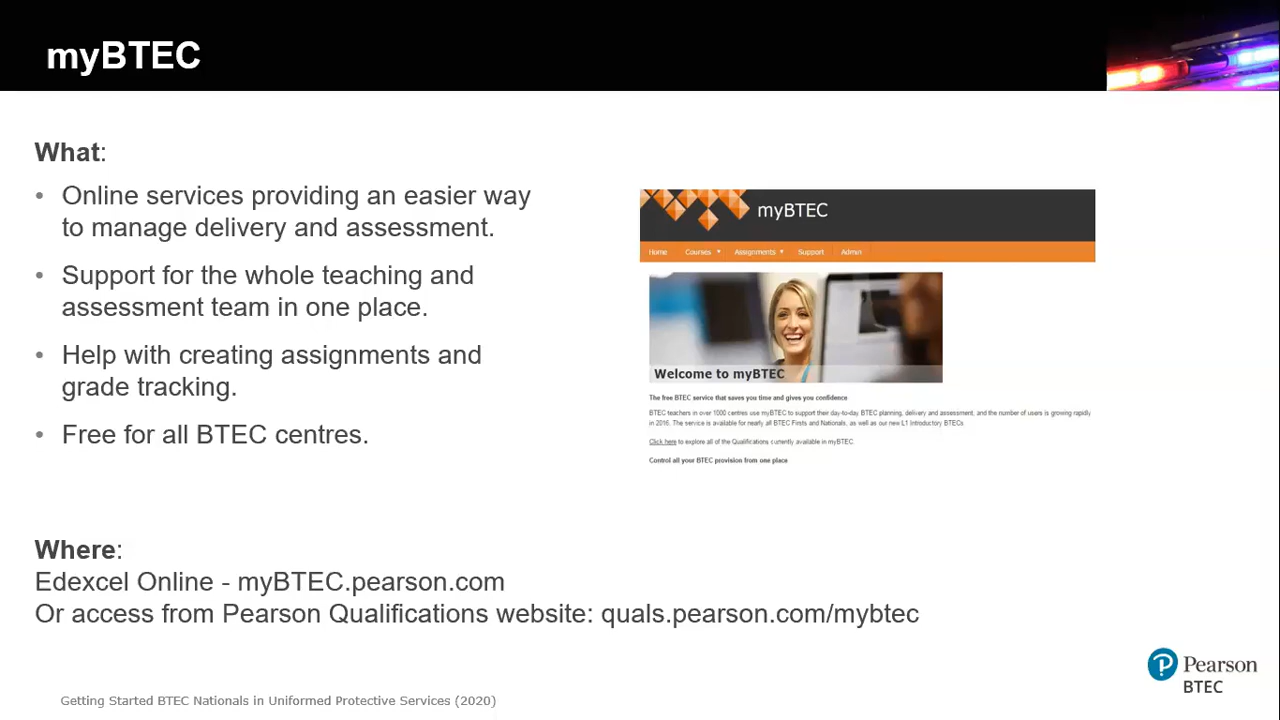 myBTEC
What:
• Online services providing an easier way
to manage delivery and assessment.
• Support for the whole teaching and
assessment team in one place.
• Help with creating assignments and
grade tracking.
• Free for all BTEC centres.
myBTEC
Home Courses Assignments Support Admin
Welcome to myBTEC
The free BTEC service that saves you time and gives you confidence
BTEC teachers in over 1000 centres use myBTEC to support their day-to-day BTEC planning, delivery and assessment, and the number of users is growing rapidly
in 2016. The service is available for nearly all BTEC Firsts and Nationals, as well as our new L1 Introductory BTECs
Click here to explore all of the Qualifications currently available in myBTEC
Control all your BTEC provision from one place
Where:
Edexcel Online - myBTEC.pearson.com
Or access from Pearson Qualifications website: quals.pearson.com/mybtec
Pearson
BTEC
Getting Started BTEC Nationals in Uniformed Protective Services (2020)